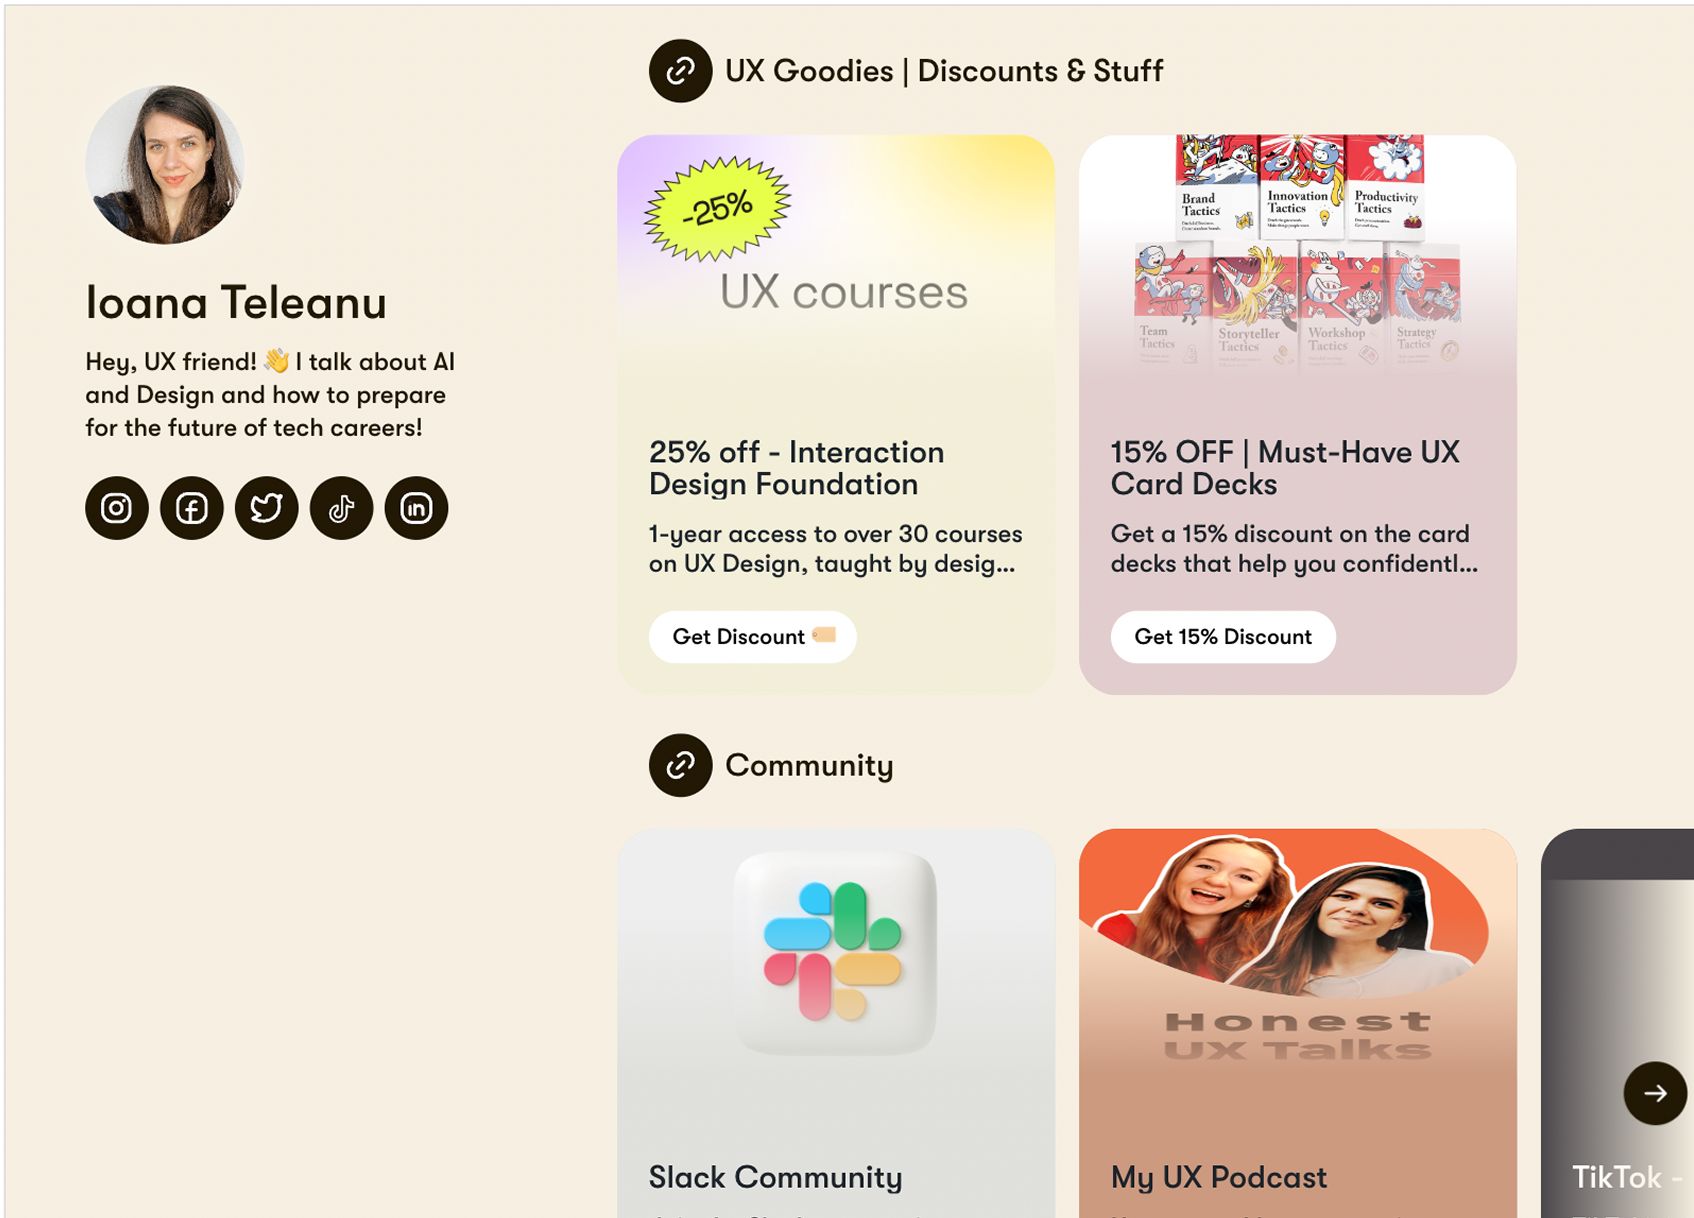 UX Goodies | Discounts & Stuff
Ioana Teleanu
Hey, UX friend! 👋 I talk about AI
and Design and how to prepare
for the future of tech careers!
-25%
UX courses
25% off - Interaction
Design Foundation
1-year access to over 30 courses
on UX Design, taught by desig...
Get Discount 🏷️
Brand
Tactics
Innovation
Tactics
Productivity
Tactics
Team
Tactics
Storyteller
Tactics
Workshop
Tactics
Strategy
Tactics
15% OFF | Must-Have UX
Card Decks
Get a 15% discount on the card
decks that help you confidentl...
Get 15% Discount
Community
Slack Community
Honest
UX Talks
My UX Podcast
TikTok -